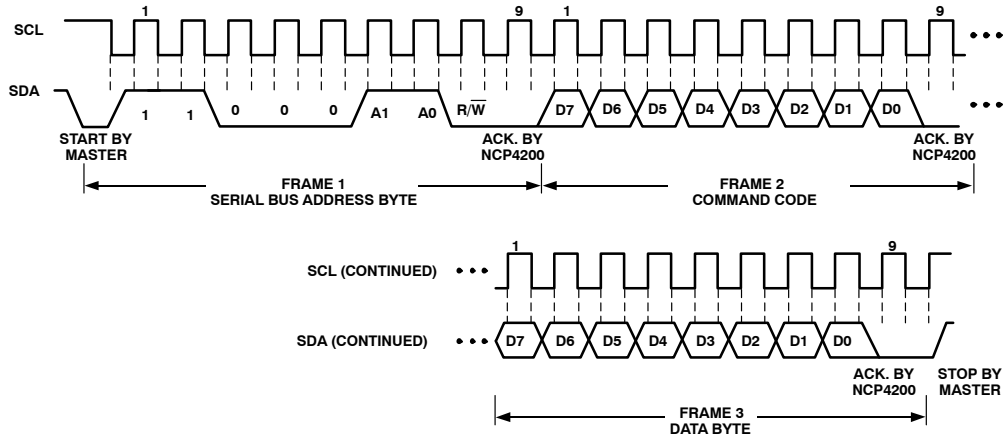 1 9 1 9
SCL
SDA
1 1 0 0 0 A1 A0 R/W̅ D7 D6 D5 D4 D3 D2 D1 D0
START BY
MASTER
ACK. BY
NCP4200
ACK. BY
NCP4200
FRAME 1
SERIAL BUS ADDRESS BYTE
FRAME 2
COMMAND CODE
1 9
SCL (CONTINUED)
SDA (CONTINUED)
D7 D6 D5 D4 D3 D2 D1 D0
ACK. BY
NCP4200
STOP BY
MASTER
FRAME 3
DATA BYTE